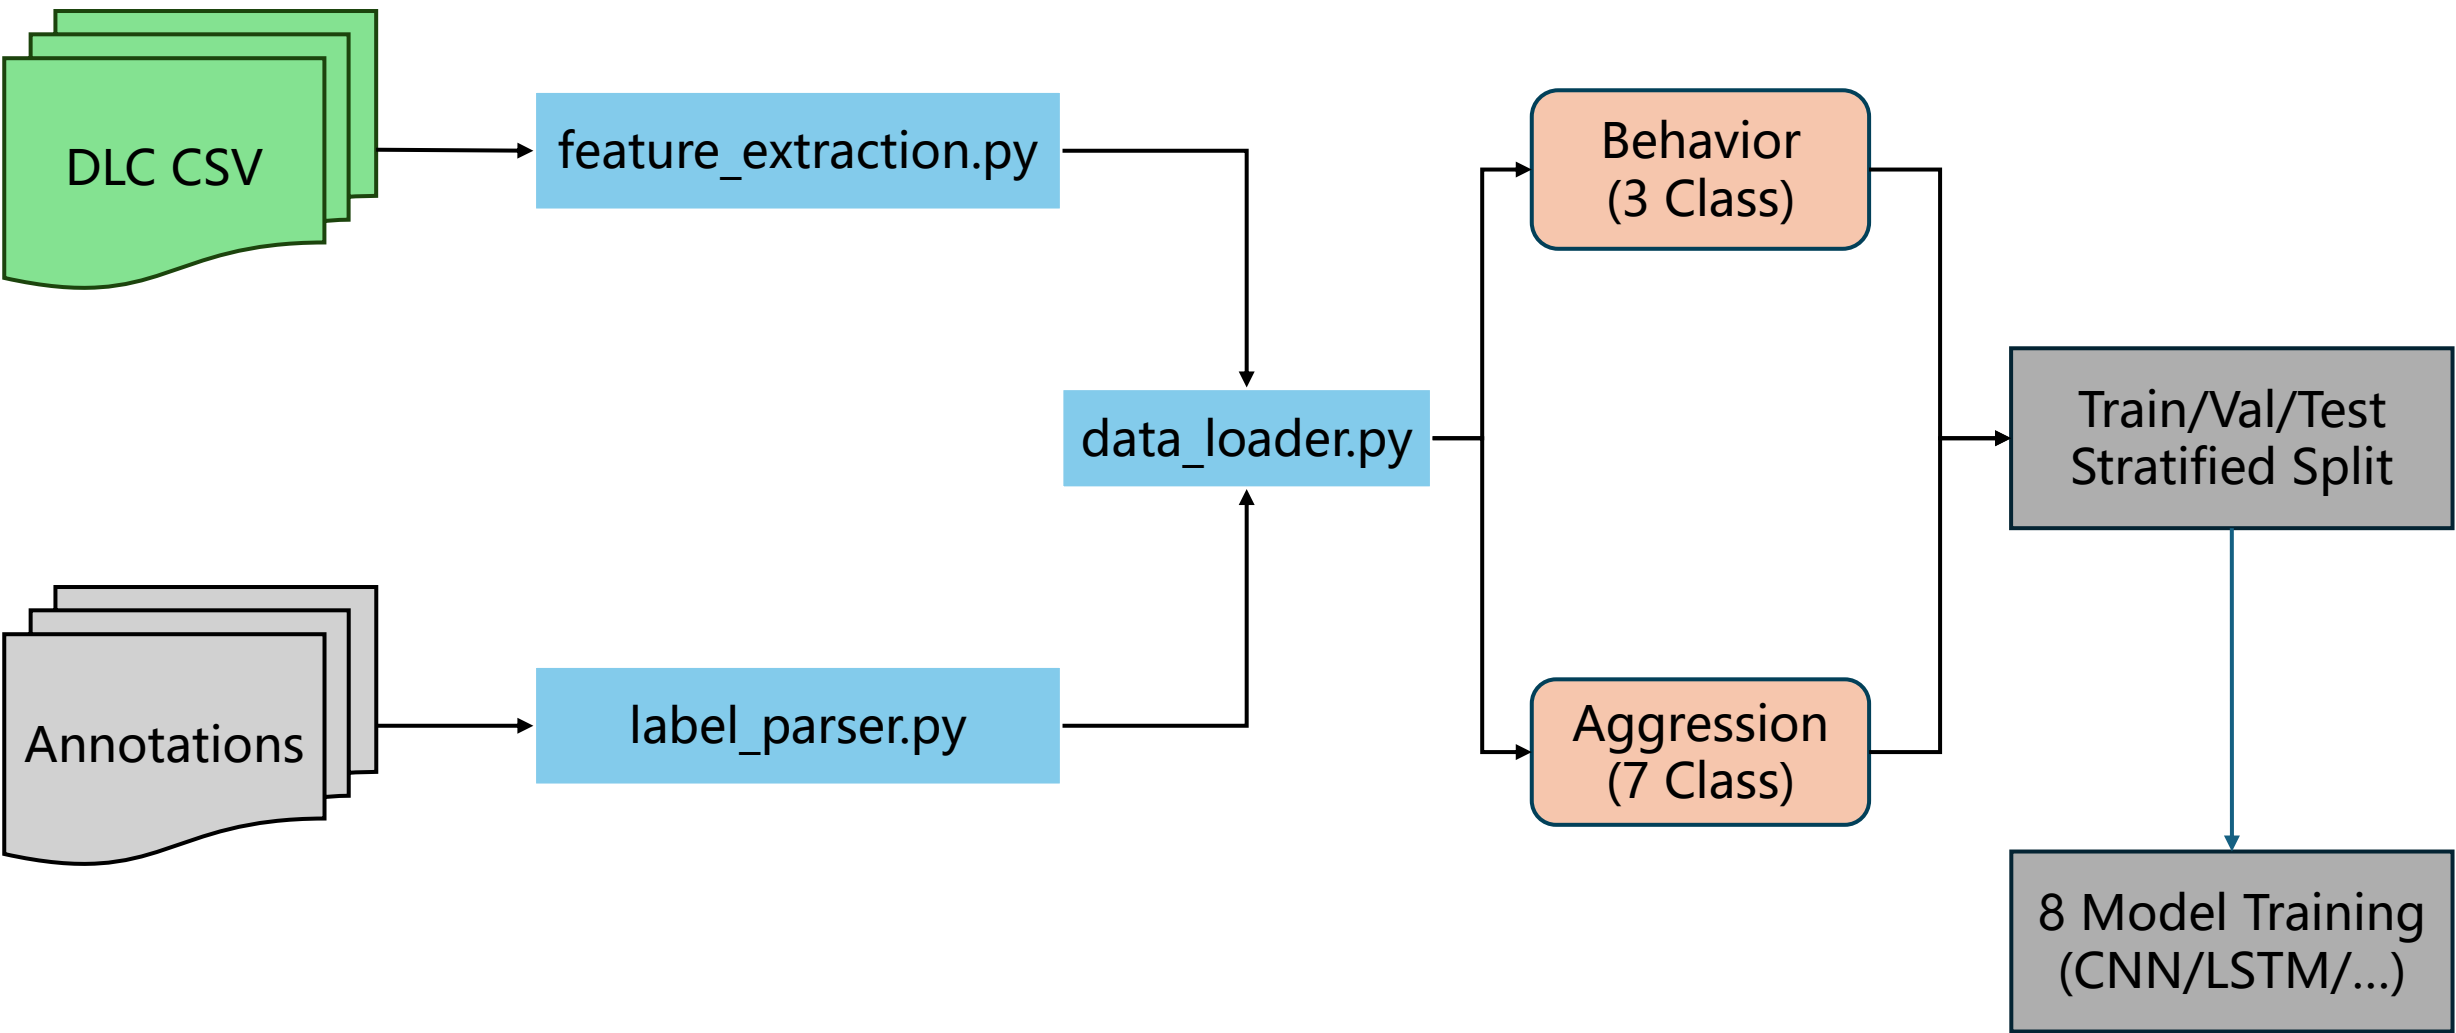 DLC CSV
feature_extraction.py
Behavior
(3 Class)
data_loader.py
Train/Val/Test
Stratified Split
Annotations
label_parser.py
Aggression
(7 Class)
8 Model Training
(CNN/LSTM/...)